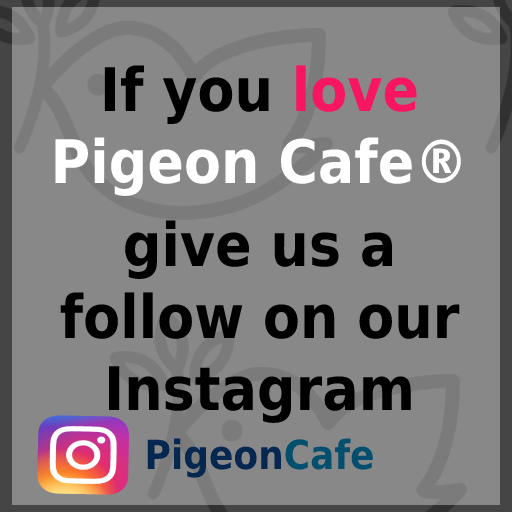 If you love
Pigeon Cafe®
give us a
follow on our
Instagram
PigeonCafe